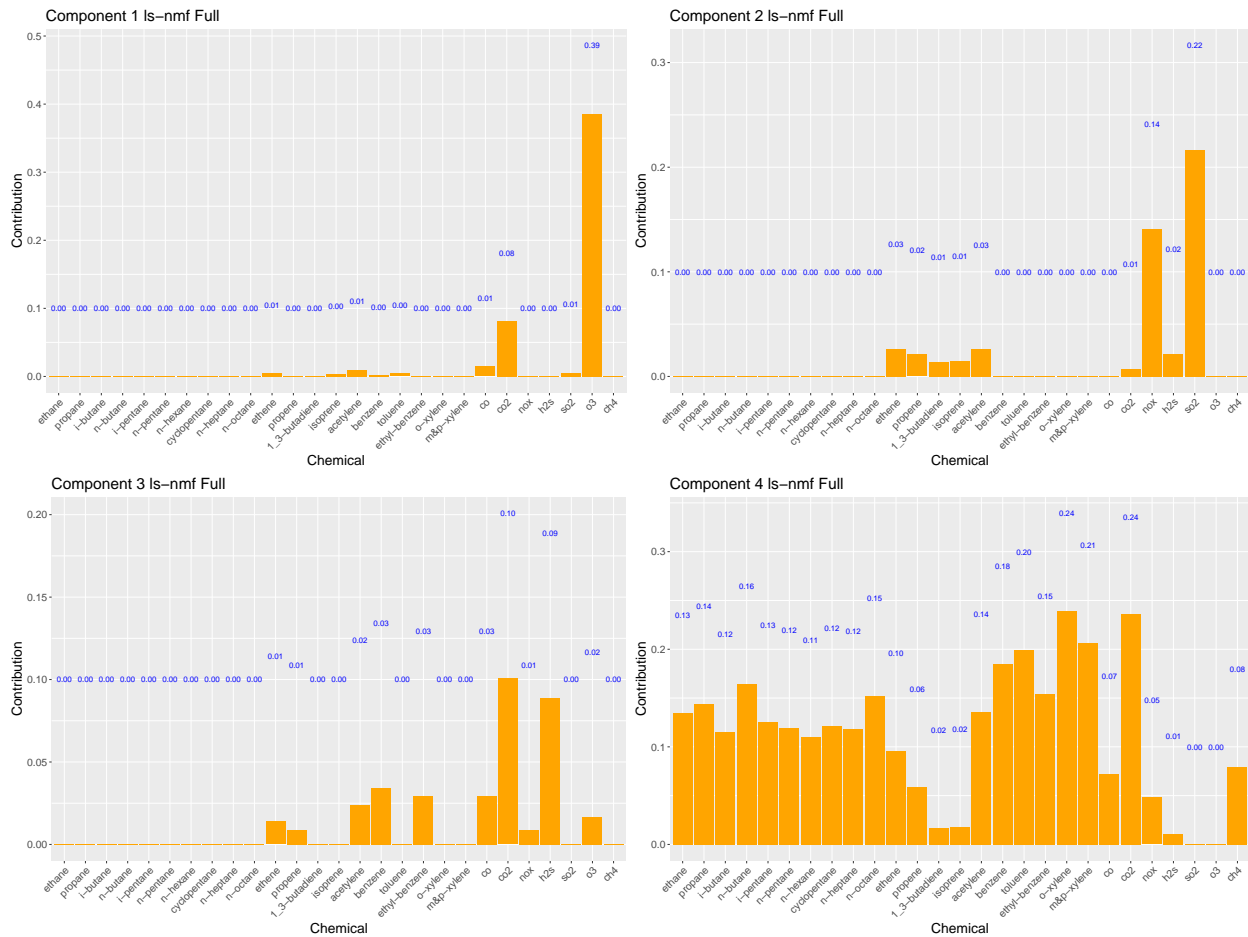 Component 1 ls−nmf Full
Contribution
0.5
0.4
0.3
0.2
0.1
0.0
0.00 0.00 0.00 0.00 0.00 0.00 0.00 0.00 0.00 0.00 0.01 0.00 0.00 0.00 0.01 0.00 0.00 0.00 0.00 0.00 0.01 0.08 0.00 0.00 0.01 0.39 0.00
ethane
propane
i−butane
n−butane
i−pentane
n−pentane
n−hexane
cyclopentane
n−heptane
n−octane
ethene
propene
1_3−butadiene
isoprene
acetylene
benzene
toluene
ethyl−benzene
o−xylene
m&p−xylene
co
co2
nox
h2s
so2
o3
ch4
Chemical
Component 2 ls−nmf Full
Contribution
0.3
0.2
0.1
0.0
0.00 0.00 0.00 0.00 0.00 0.00 0.00 0.00 0.00 0.00 0.03 0.02 0.01 0.01 0.03 0.00 0.00 0.00 0.00 0.00 0.00 0.01 0.14 0.02 0.22 0.00 0.00
ethane
propane
i−butane
n−butane
i−pentane
n−pentane
n−hexane
cyclopentane
n−heptane
n−octane
ethene
propene
1_3−butadiene
isoprene
acetylene
benzene
toluene
ethyl−benzene
o−xylene
m&p−xylene
co
co2
nox
h2s
so2
o3
ch4
Chemical
Component 3 ls−nmf Full
Contribution
0.20
0.15
0.10
0.05
0.00
0.00 0.00 0.00 0.00 0.00 0.00 0.00 0.00 0.00 0.00 0.01 0.01 0.00 0.00 0.02 0.03 0.00 0.03 0.00 0.00 0.03 0.10 0.01 0.09 0.00 0.02 0.00
ethane
propane
i−butane
n−butane
i−pentane
n−pentane
n−hexane
cyclopentane
n−heptane
n−octane
ethene
propene
1_3−butadiene
isoprene
acetylene
benzene
toluene
ethyl−benzene
o−xylene
m&p−xylene
co
co2
nox
h2s
so2
o3
ch4
Chemical
Component 4 ls−nmf Full
Contribution
0.3
0.2
0.1
0.0
0.13 0.14 0.12 0.16 0.13 0.12 0.11 0.12 0.12 0.15 0.10 0.06 0.02 0.02 0.14 0.18 0.20 0.15 0.24 0.21 0.07 0.24 0.05 0.01 0.00 0.00 0.08
ethane
propane
i−butane
n−butane
i−pentane
n−pentane
n−hexane
cyclopentane
n−heptane
n−octane
ethene
propene
1_3−butadiene
isoprene
acetylene
benzene
toluene
ethyl−benzene
o−xylene
m&p−xylene
co
co2
nox
h2s
so2
o3
ch4
Chemical